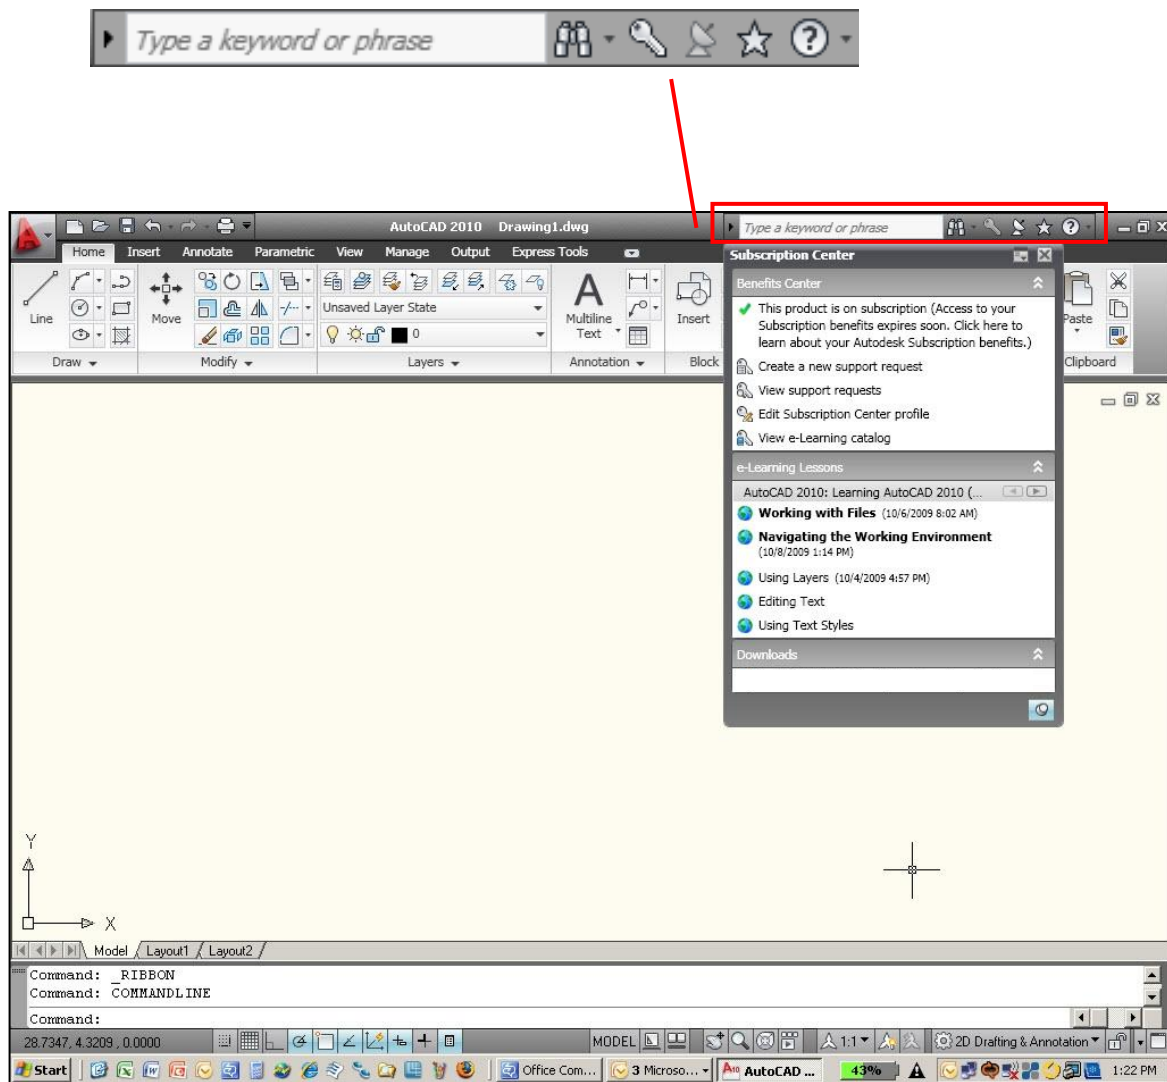 Type a keyword or phrase
AutoCAD 2010 Drawing1.dwg
Type a keyword or phrase
Home Insert Annotate Parametric View Manage Output Express Tools
Subscription Center
Benefits Center
This product is on subscription (Access to your
Subscription benefits expires soon. Click here to
learn about your Autodesk Subscription benefits.)
Create a new support request
View support requests
Edit Subscription Center profile
View e-Learning catalog
e-Learning Lessons
AutoCAD 2010: Learning AutoCAD 2010 (...
Working with Files (10/6/2009 8:02 AM)
Navigating the Working Environment
(10/8/2009 1:14 PM)
Using Layers (10/4/2009 4:57 PM)
Editing Text
Using Text Styles
Downloads
Line
Move
Unsaved Layer State
0
A
Multiline
Text
Insert
Paste
Draw Modify Layers Annotation Block Clipboard
Y
X
Model Layout1 Layout2
Command: _RIBBON
Command: COMMANDLINE
Command:
28.7347, 4.3209 , 0.0000 MODEL 1:1 2D Drafting & Annotation
Start Office Com... 3 Microso... AutoCAD ... 43% 1:22 PM